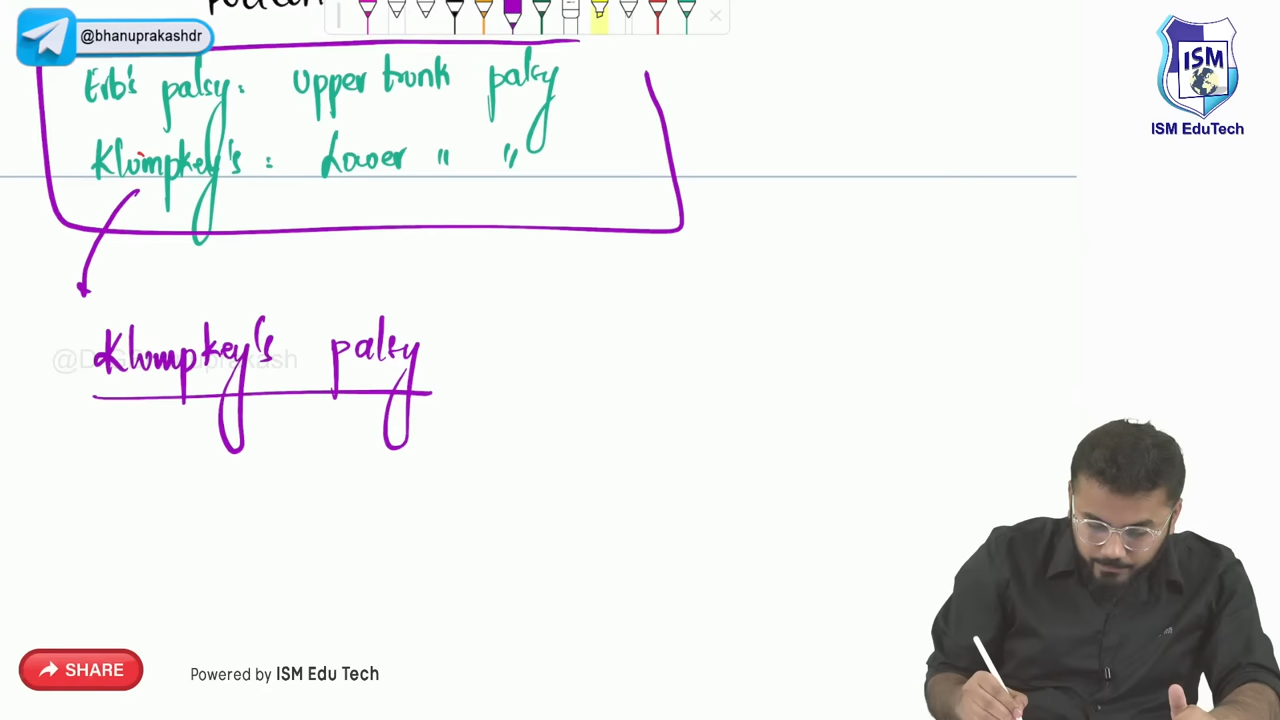 @bhanuprakashdr
ISM
ISM EduTech
Erb's palsy: Upper trunk palsy
Klumpkey's : Lower " "
Klumpkey's palsy
SHARE
Powered by ISM Edu Tech